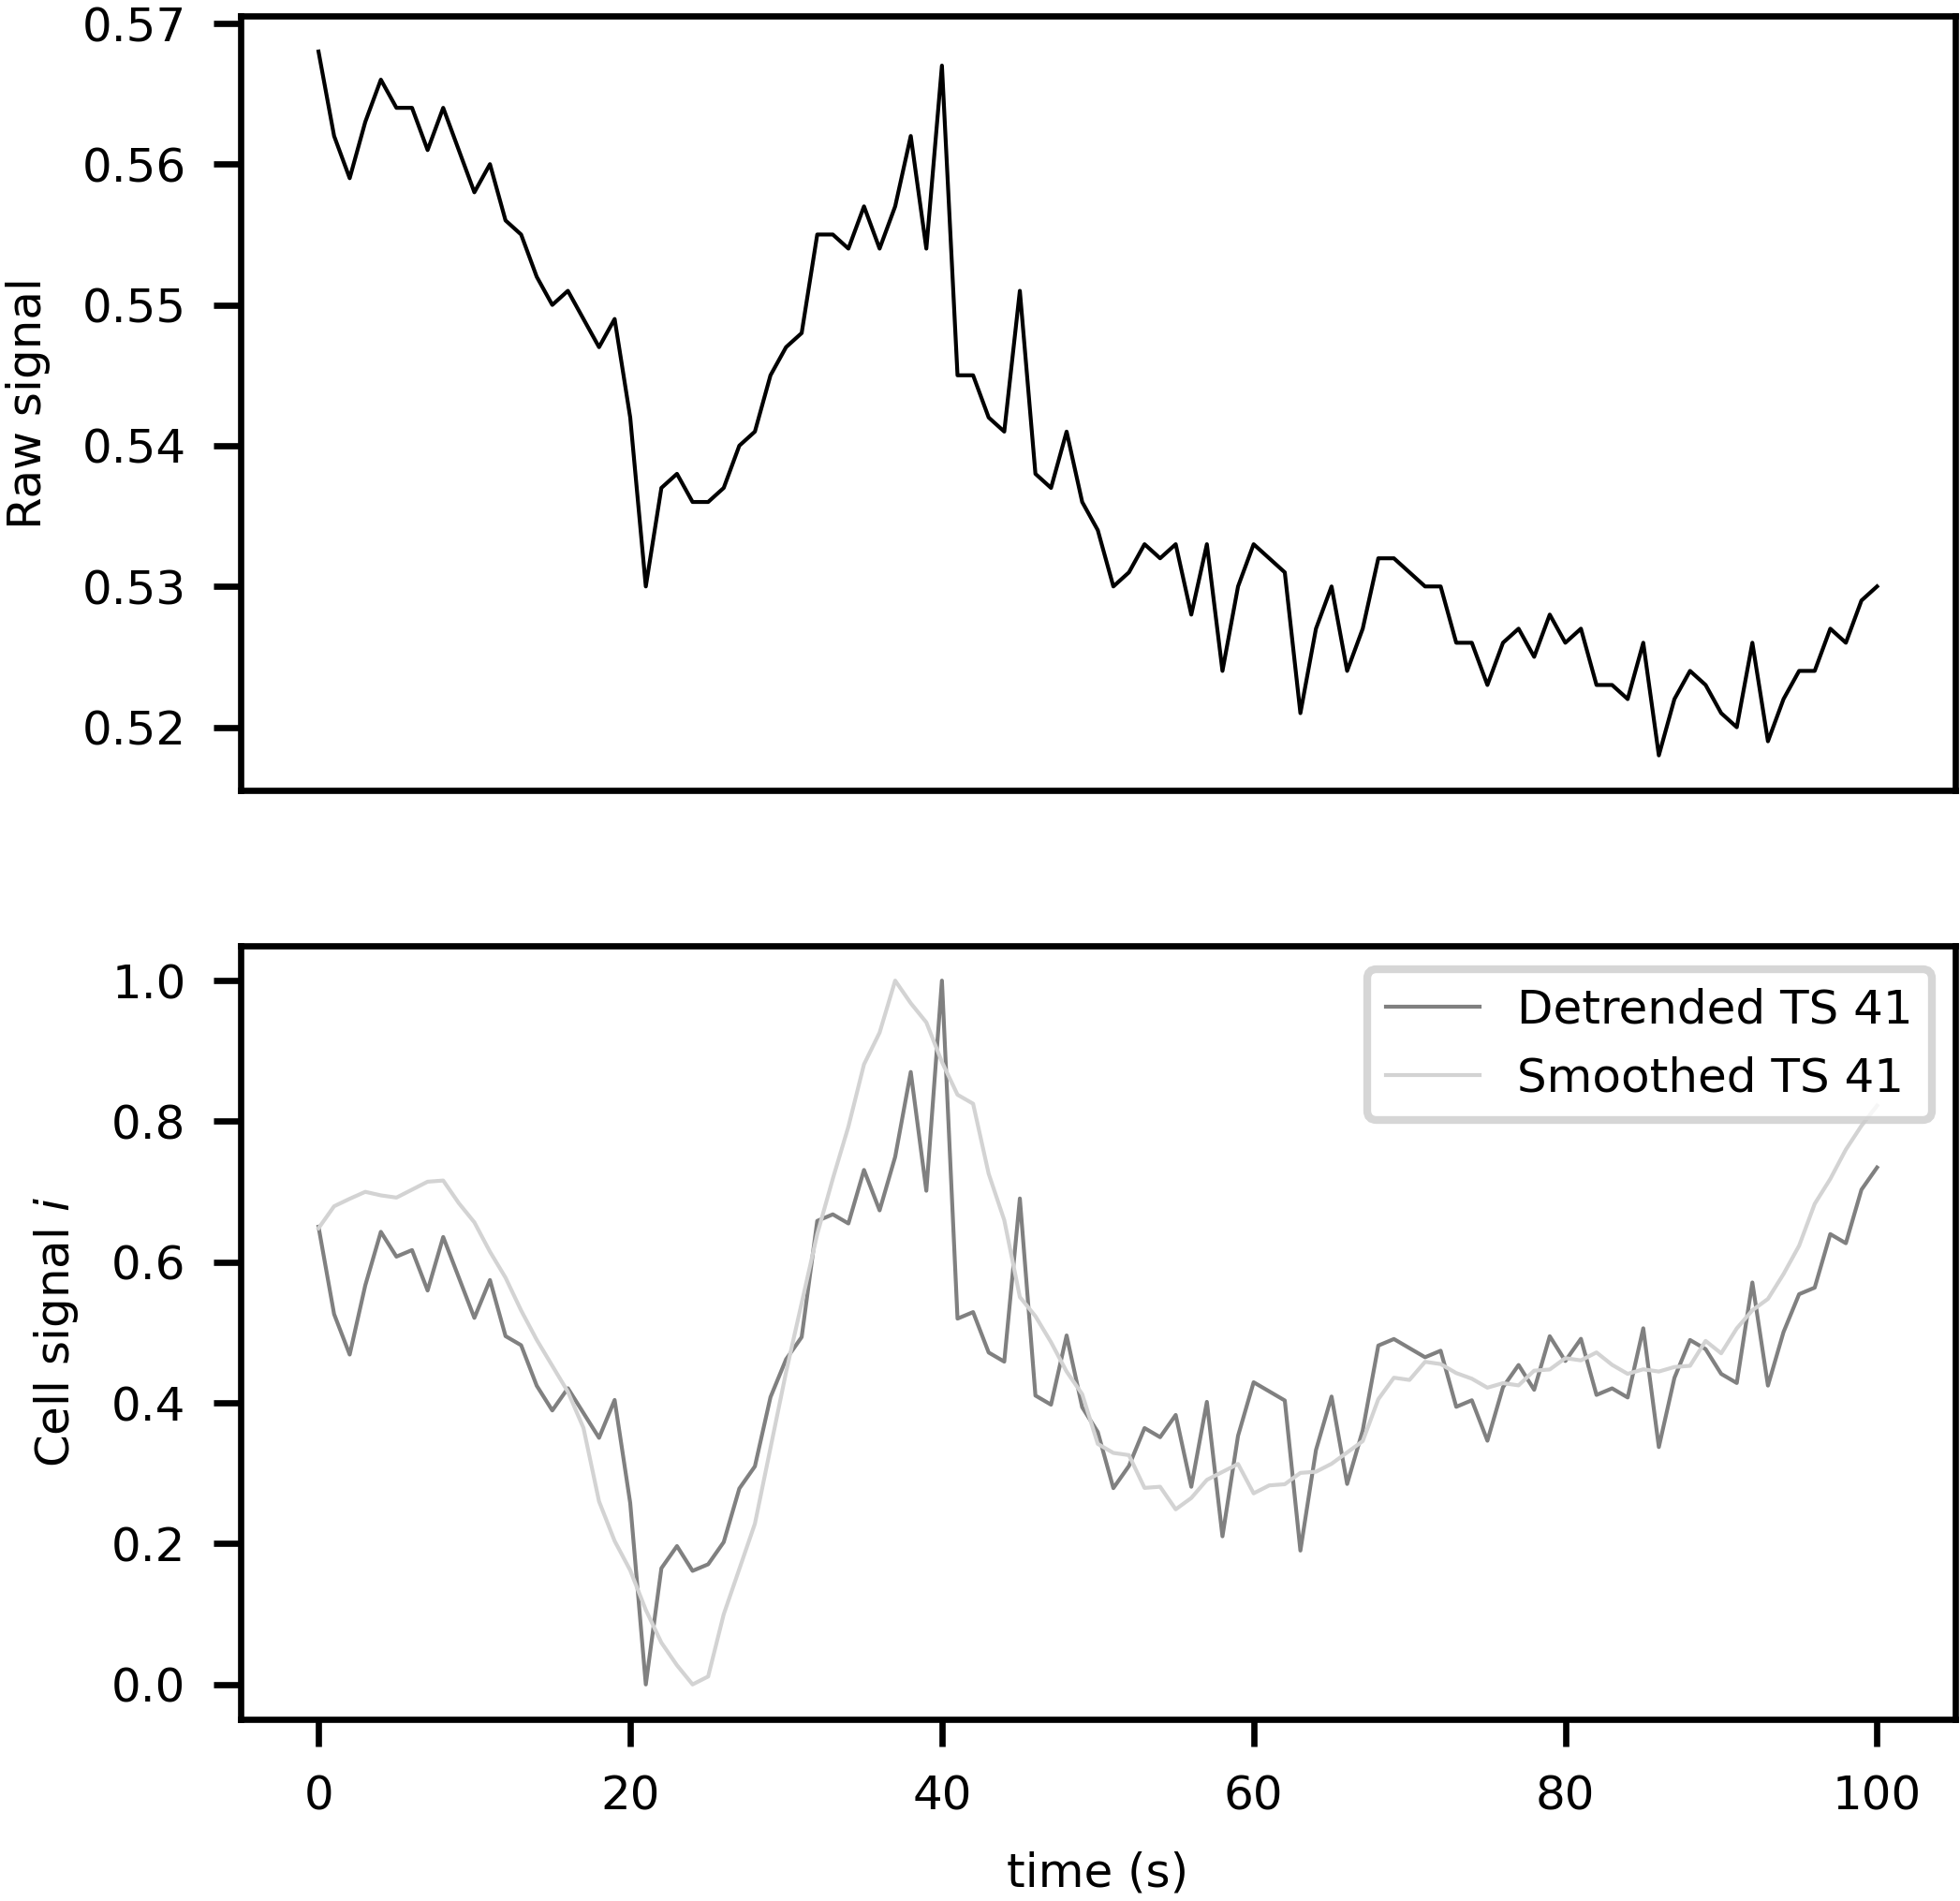 0.57
0.56
0.55
0.54
0.53
0.52
Raw signal
1.0
0.8
0.6
0.4
0.2
0.0
Cell signal i
Detrended TS 41
Smoothed TS 41
0 20 40 60 80 100
time (s)